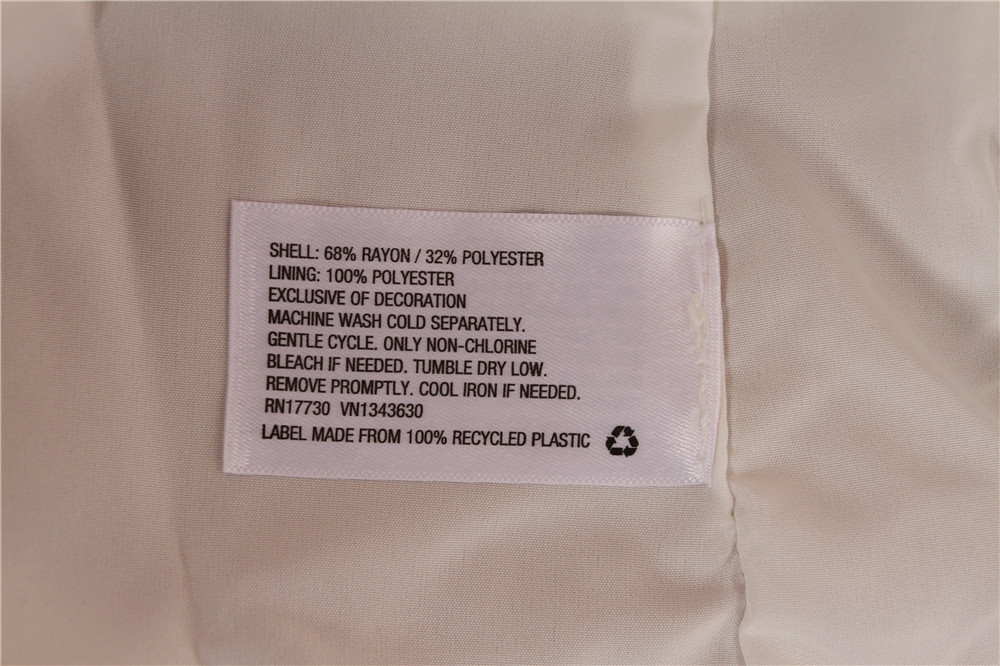 SHELL: 68% RAYON / 32% POLYESTER
LINING: 100% POLYESTER
EXCLUSIVE OF DECORATION
MACHINE WASH COLD SEPARATELY.
GENTLE CYCLE. ONLY NON-CHLORINE
BLEACH IF NEEDED. TUMBLE DRY LOW.
REMOVE PROMPTLY. COOL IRON IF NEEDED.
RN17730 VN1343630
LABEL MADE FROM 100% RECYCLED PLASTIC